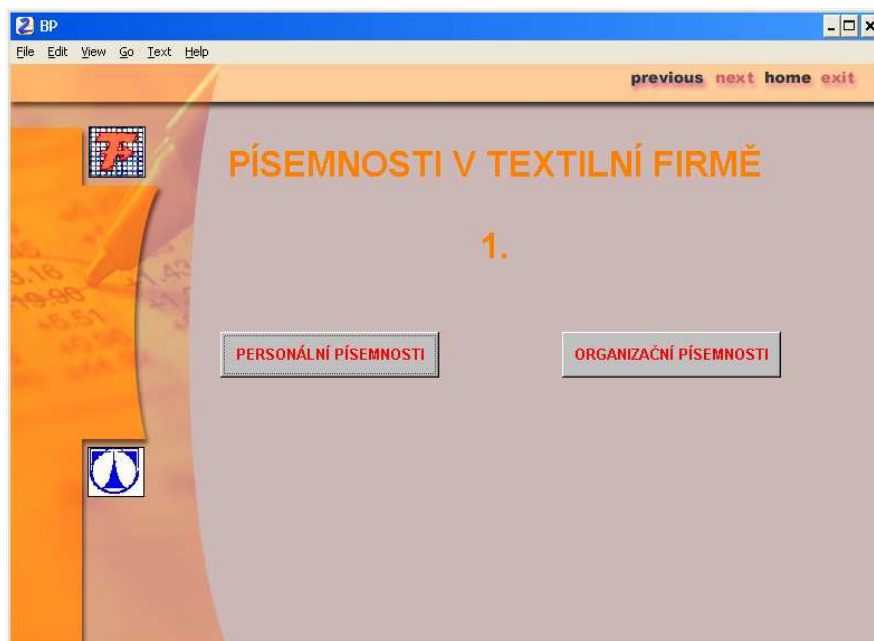 BP
File Edit View Go Text Help
previous next home exit
PÍSEMNOSTI V TEXTILNÍ FIRMĚ
1.
PERSONÁLNÍ PÍSEMNOSTI
ORGANIZAČNÍ PÍSEMNOSTI